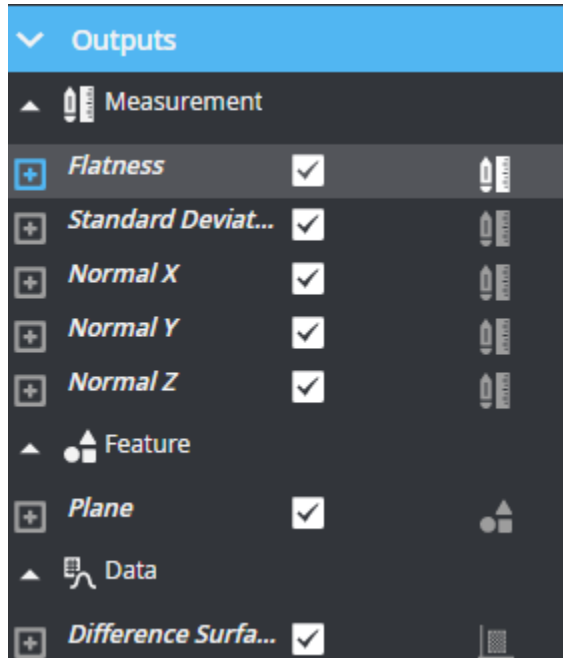 Outputs
Measurement
Flatness
Standard Deviat...
Normal X
Normal Y
Normal Z
Feature
Plane
Data
Difference Surfa...